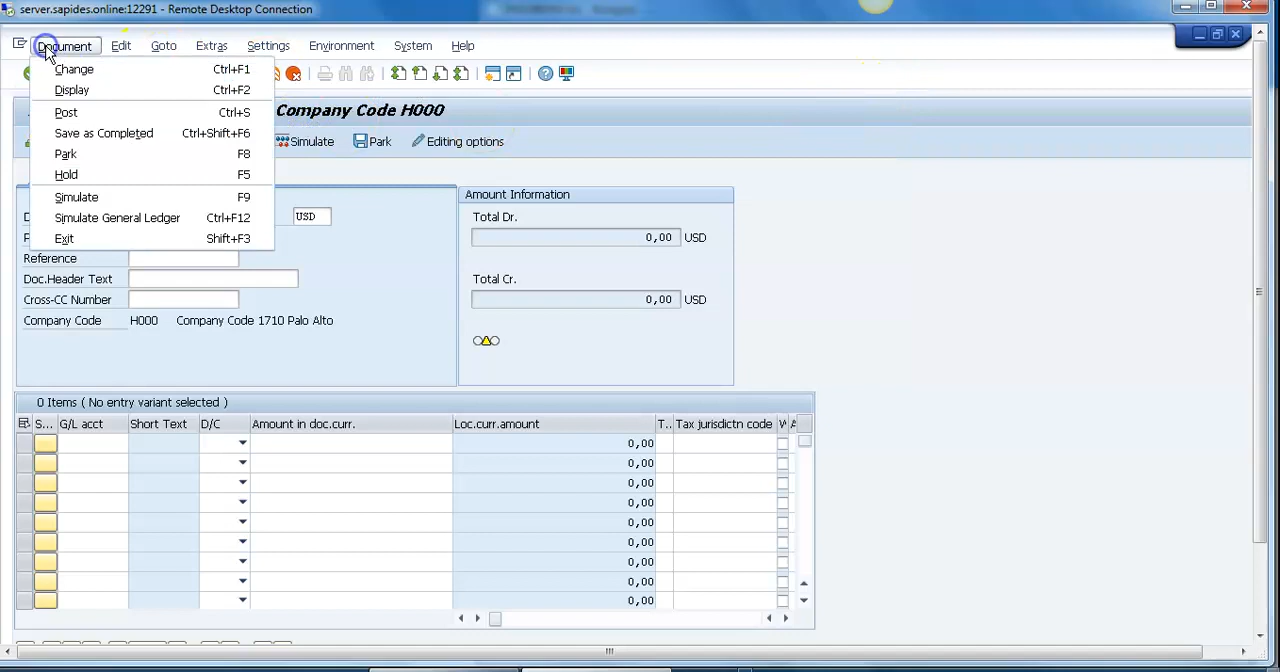 server.sapides.online:12291 - Remote Desktop Connection
Document Edit Goto Extras Settings Environment System Help
Change Ctrl+F1
Display Ctrl+F2
Post Ctrl+S
Save as Completed Ctrl+Shift+F6
Park F8
Hold F5
Simulate F9
Simulate General Ledger Ctrl+F12
Exit Shift+F3
Company Code H000
Simulate Park Editing options
USD
Reference
Doc.Header Text
Cross-CC Number
Company Code H000 Company Code 1710 Palo Alto
Amount Information
Total Dr.
0,00 USD
Total Cr.
0,00 USD
0 Items ( No entry variant selected )
S... G/L acct Short Text D/C Amount in doc.curr. Loc.curr.amount T.. Tax jurisdictn code
0,00
0,00
0,00
0,00
0,00
0,00
0,00
0,00
0,00